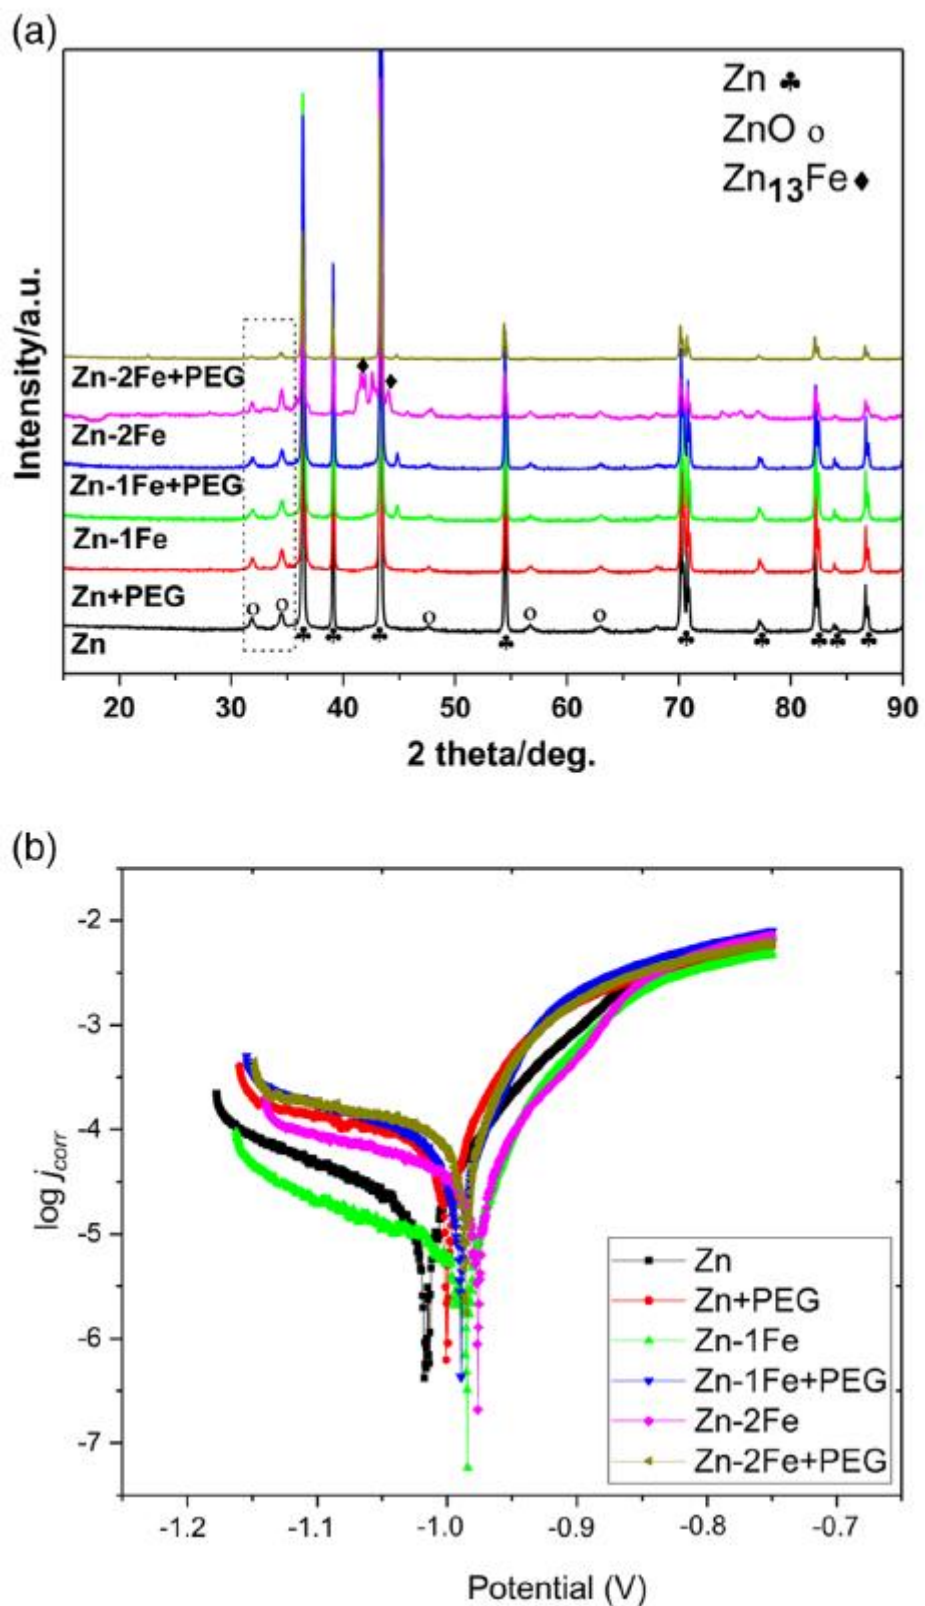 (a)
Zn ♣
ZnO o
Zn₁₃Fe ♦
Intensity/a.u.
Zn-2Fe+PEG
Zn-2Fe
Zn-1Fe+PEG
Zn-1Fe
Zn+PEG
Zn
20 30 40 50 60 70 80 90
2 theta/deg.
(b)
-2
-3
-4
-5
-6
-7
log j_corr
Zn
Zn+PEG
Zn-1Fe
Zn-1Fe+PEG
Zn-2Fe
Zn-2Fe+PEG
-1.2 -1.1 -1.0 -0.9 -0.8 -0.7
Potential (V)